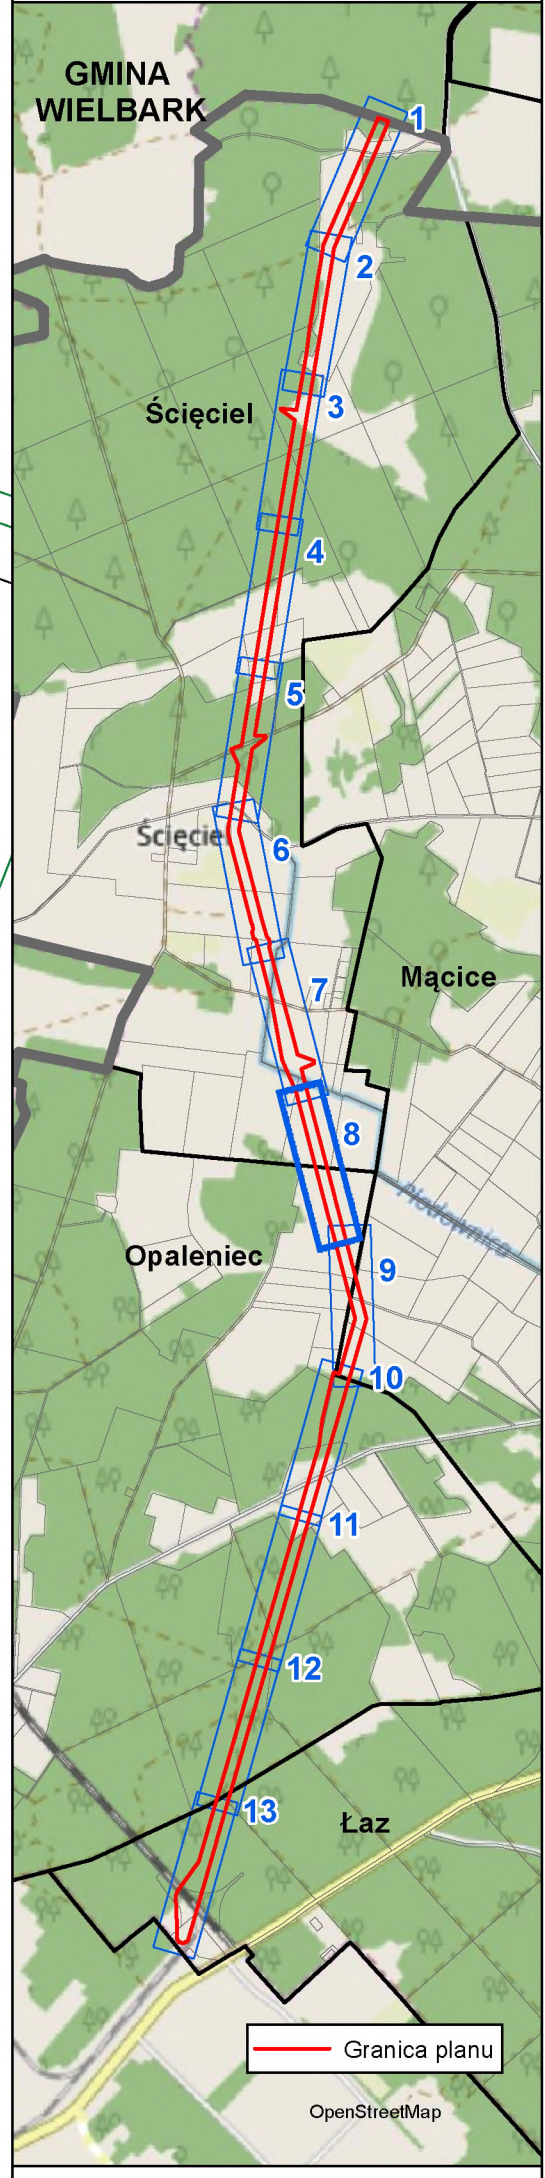 GMINA
WIELBARK
1
2
3
Ścięciel
4
5
Ścięciel
6
7
Mącice
8
Płodownica
Opaleniec
9
10
11
12
13
Łaz
Granica planu
OpenStreetMap